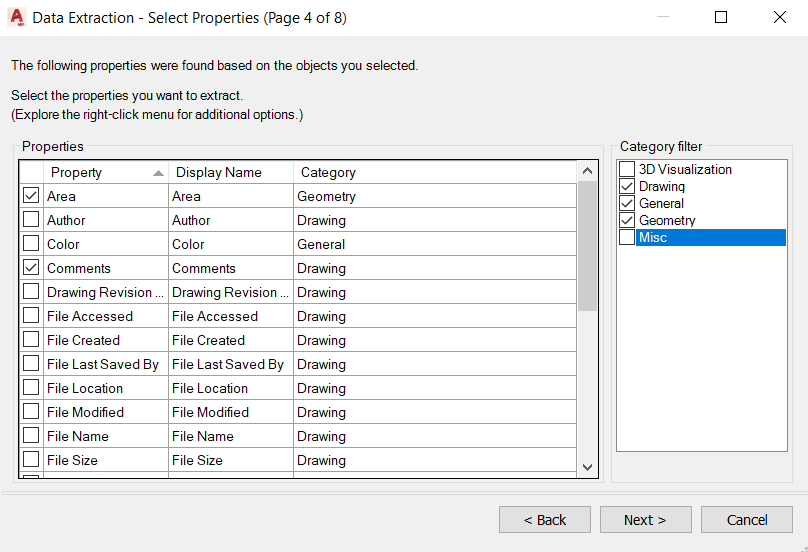 Data Extraction - Select Properties (Page 4 of 8)
The following properties were found based on the objects you selected.
Select the properties you want to extract.
(Explore the right-click menu for additional options.)
Properties
Property Display Name Category
Area Area Geometry
Author Author Drawing
Color Color General
Comments Comments Drawing
Drawing Revision ... Drawing Revision ... Drawing
File Accessed File Accessed Drawing
File Created File Created Drawing
File Last Saved By File Last Saved By Drawing
File Location File Location Drawing
File Modified File Modified Drawing
File Name File Name Drawing
File Size File Size Drawing
Category filter
3D Visualization
Drawing
General
Geometry
Misc
< Back Next > Cancel